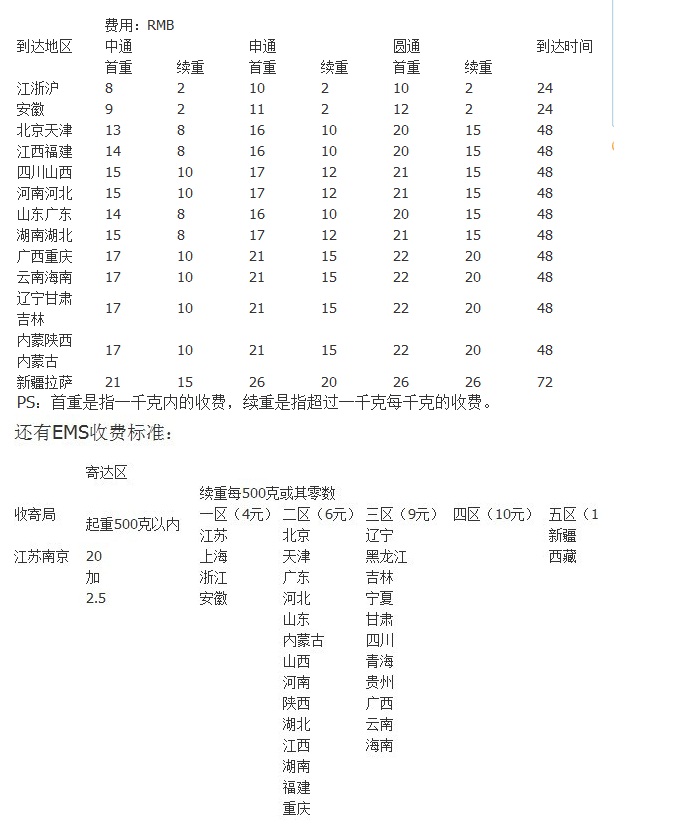 费用：RMB
到达地区 中通 申通 圆通 到达时间
首重 续重 首重 续重 首重 续重
江浙沪 8 2 10 2 10 2 24
安徽 9 2 11 2 12 2 24
北京天津 13 8 16 10 20 15 48
江西福建 14 8 16 10 20 15 48
四川山西 15 10 17 12 21 15 48
河南河北 15 10 17 12 21 15 48
山东广东 14 8 16 10 20 15 48
湖南湖北 15 8 17 12 21 15 48
广西重庆 17 10 21 15 22 20 48
云南海南 17 10 21 15 22 20 48
辽宁甘肃
吉林 17 10 21 15 22 20 48
内蒙陕西
内蒙古 17 10 21 15 22 20 48
新疆拉萨 21 15 26 20 26 26 72
PS：首重是指一千克内的收费，续重是指超过一千克每千克的收费。
还有EMS收费标准：
寄达区
续重每500克或其零数
收寄局 起重500克以内 一区（4元） 二区（6元） 三区（9元） 四区（10元） 五区（1
江苏 北京 辽宁 新疆
江苏南京 20 上海 天津 黑龙江 西藏
加 浙江 广东 吉林
2.5 安徽 河北 宁夏
山东 甘肃
内蒙古 四川
山西 青海
河南 贵州
陕西 广西
湖北 云南
江西 海南
湖南
福建
重庆